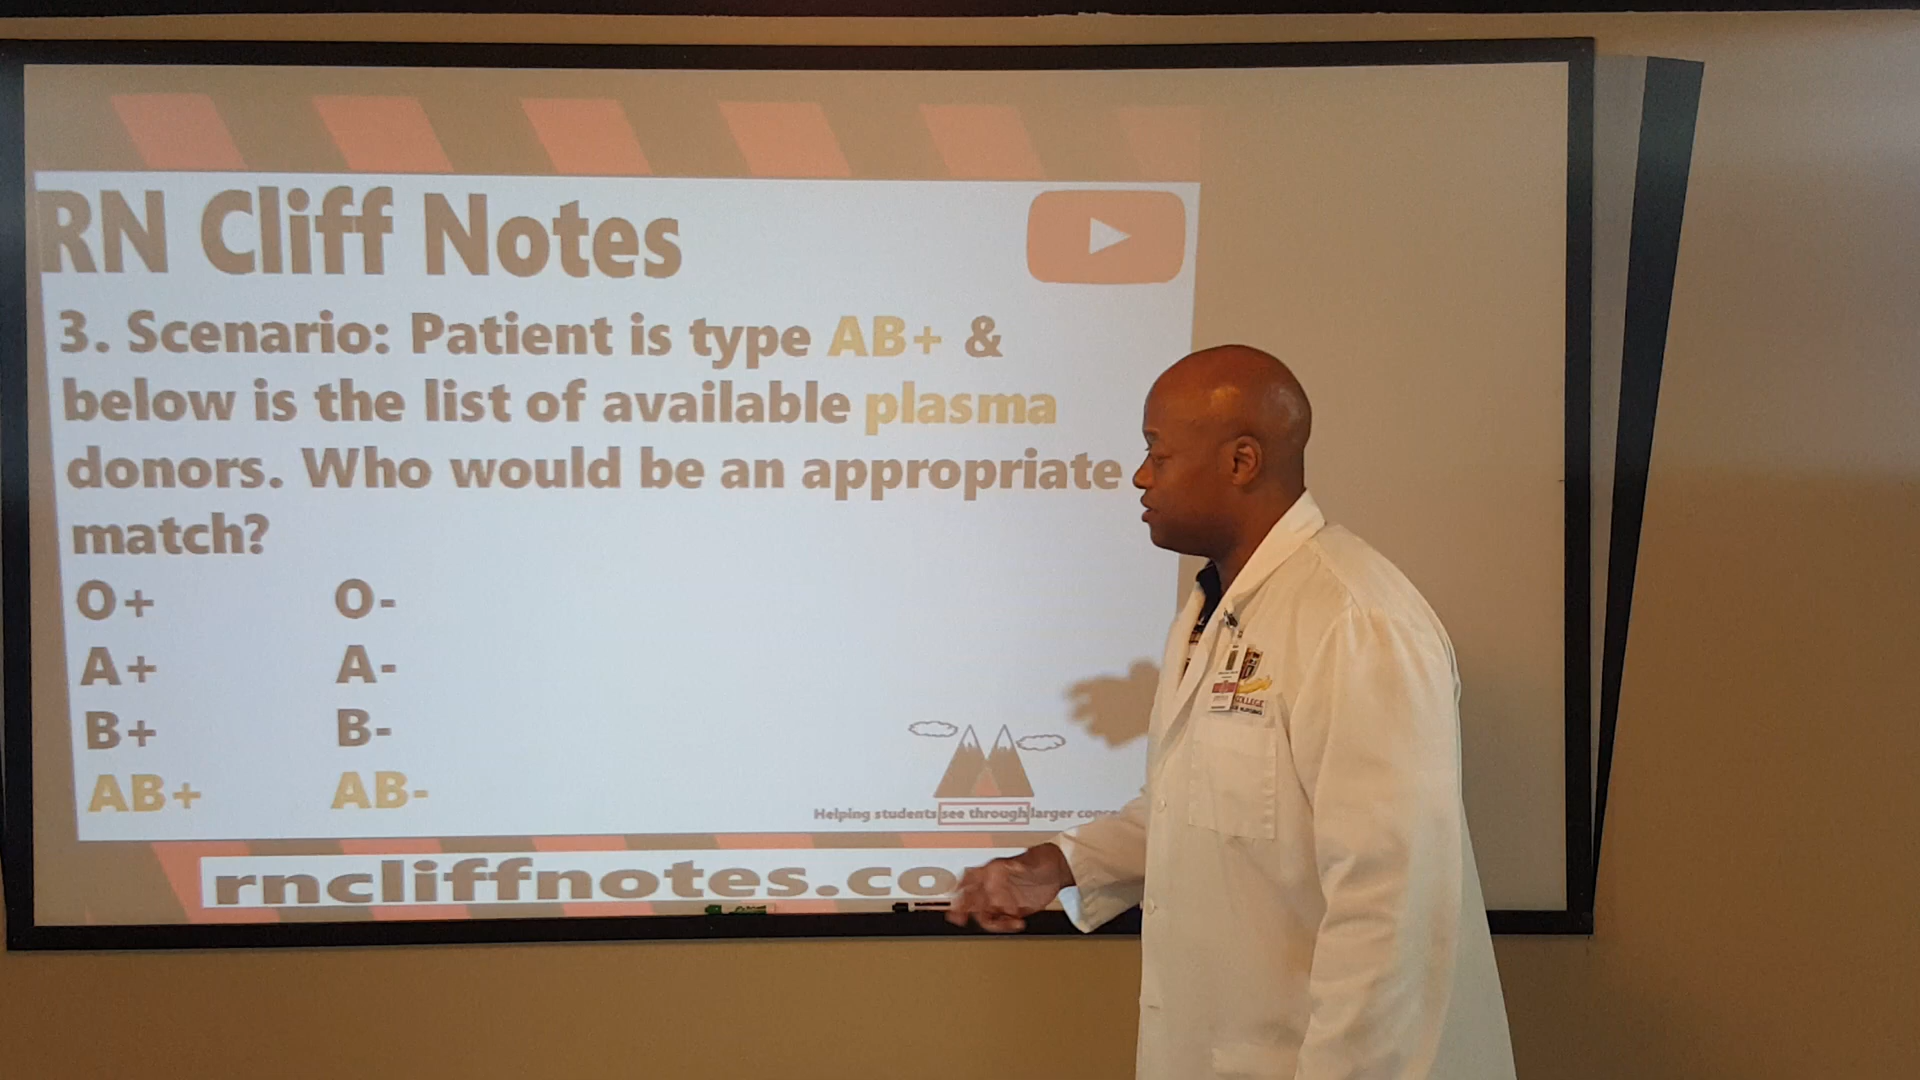 RN Cliff Notes
3. Scenario: Patient is type AB+ &
below is the list of available plasma
donors. Who would be an appropriate
match?
O+ O-
A+ A-
B+ B-
AB+ AB-
Helping students see through larger
rncliffnotes.co
COLLEGE